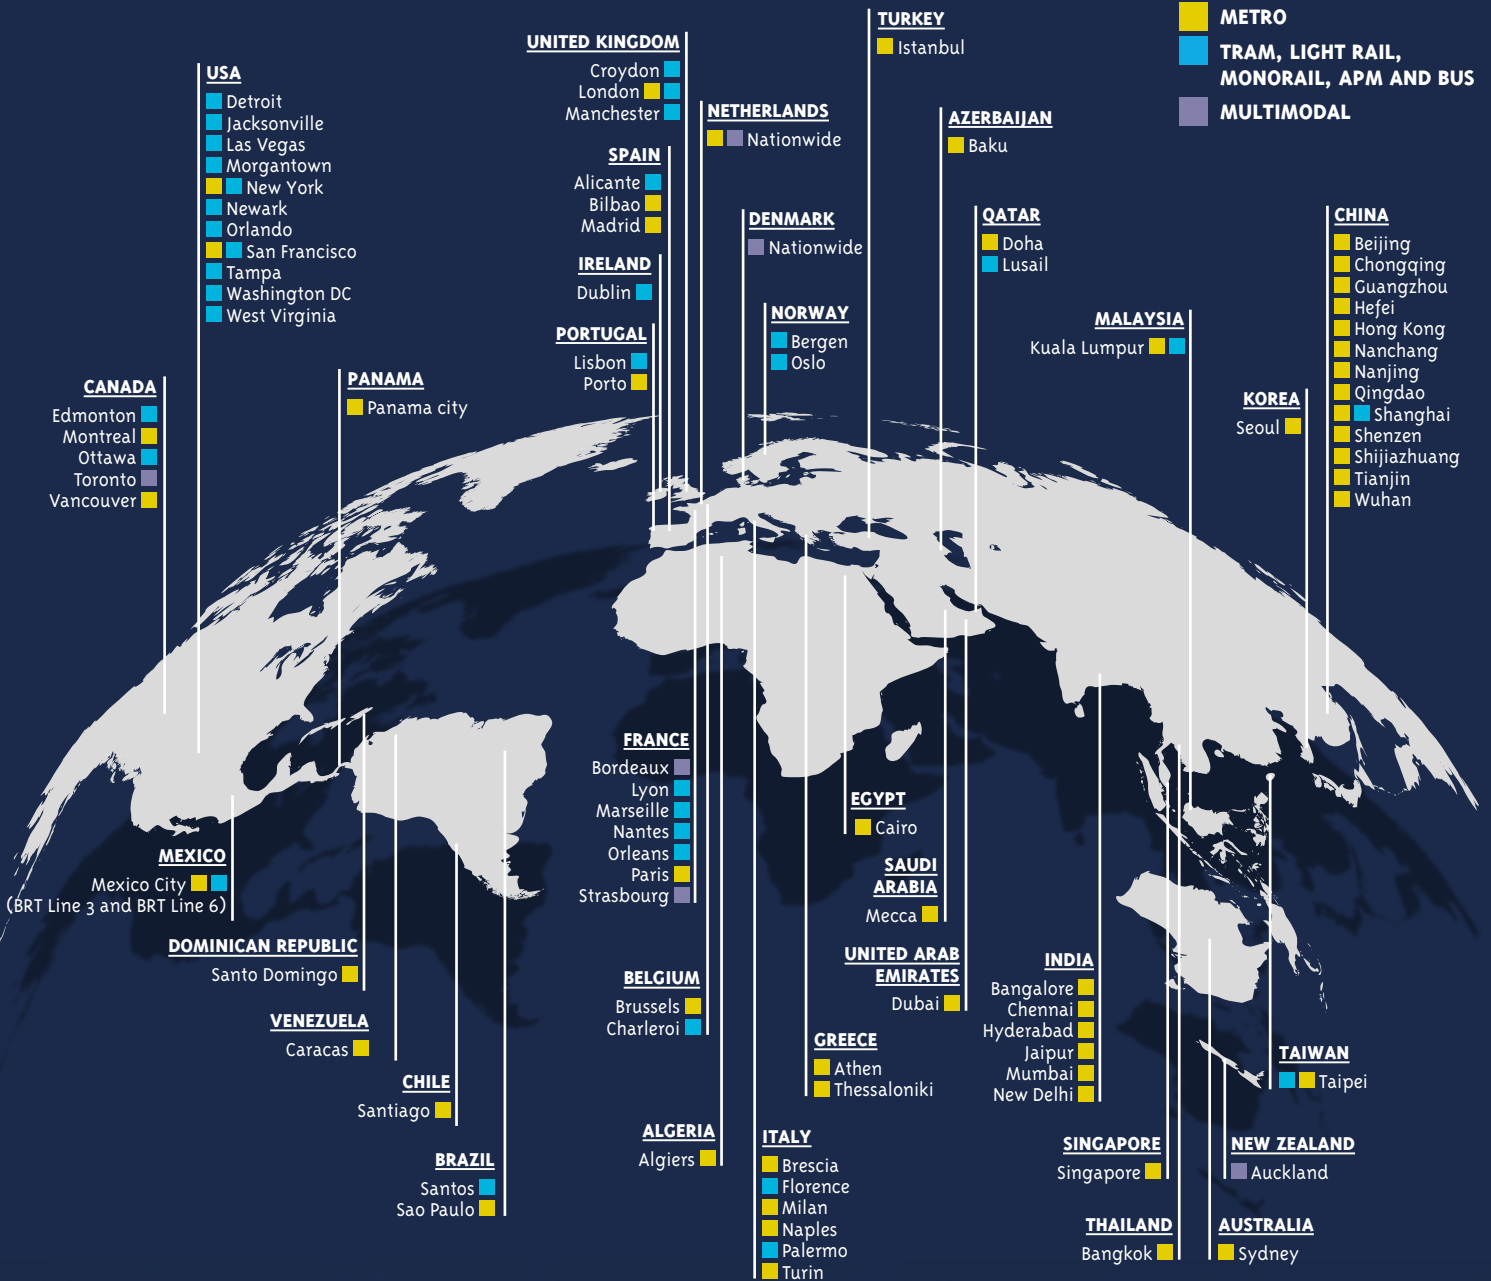 METRO
TRAM, LIGHT RAIL,
MONORAIL, APM AND BUS
MULTIMODAL
USA
Detroit
Jacksonville
Las Vegas
Morgantown
New York
Newark
Orlando
San Francisco
Tampa
Washington DC
West Virginia
CANADA
Edmonton
Montreal
Ottawa
Toronto
Vancouver
PANAMA
Panama city
UNITED KINGDOM
Croydon
London
Manchester
SPAIN
Alicante
Bilbao
Madrid
IRELAND
Dublin
PORTUGAL
Lisbon
Porto
NETHERLANDS
Nationwide
DENMARK
Nationwide
NORWAY
Bergen
Oslo
TURKEY
Istanbul
AZERBAIJAN
Baku
QATAR
Doha
Lusail
MALAYSIA
Kuala Lumpur
KOREA
Seoul
CHINA
Beijing
Chongqing
Guangzhou
Hefei
Hong Kong
Nanchang
Nanjing
Qingdao
Shanghai
Shenzen
Shijiazhuang
Tianjin
Wuhan
MEXICO
Mexico City
(BRT Line 3 and BRT Line 6)
DOMINICAN REPUBLIC
Santo Domingo
VENEZUELA
Caracas
CHILE
Santiago
BRAZIL
Santos
Sao Paulo
FRANCE
Bordeaux
Lyon
Marseille
Nantes
Orleans
Paris
Strasbourg
BELGIUM
Brussels
Charleroi
ALGERIA
Algiers
ITALY
Brescia
Florence
Milan
Naples
Palermo
Turin
GREECE
Athen
Thessaloniki
EGYPT
Cairo
SAUDI
ARABIA
Mecca
UNITED ARAB
EMIRATES
Dubai
INDIA
Bangalore
Chennai
Hyderabad
Jaipur
Mumbai
New Delhi
SINGAPORE
Singapore
THAILAND
Bangkok
TAIWAN
Taipei
NEW ZEALAND
Auckland
AUSTRALIA
Sydney